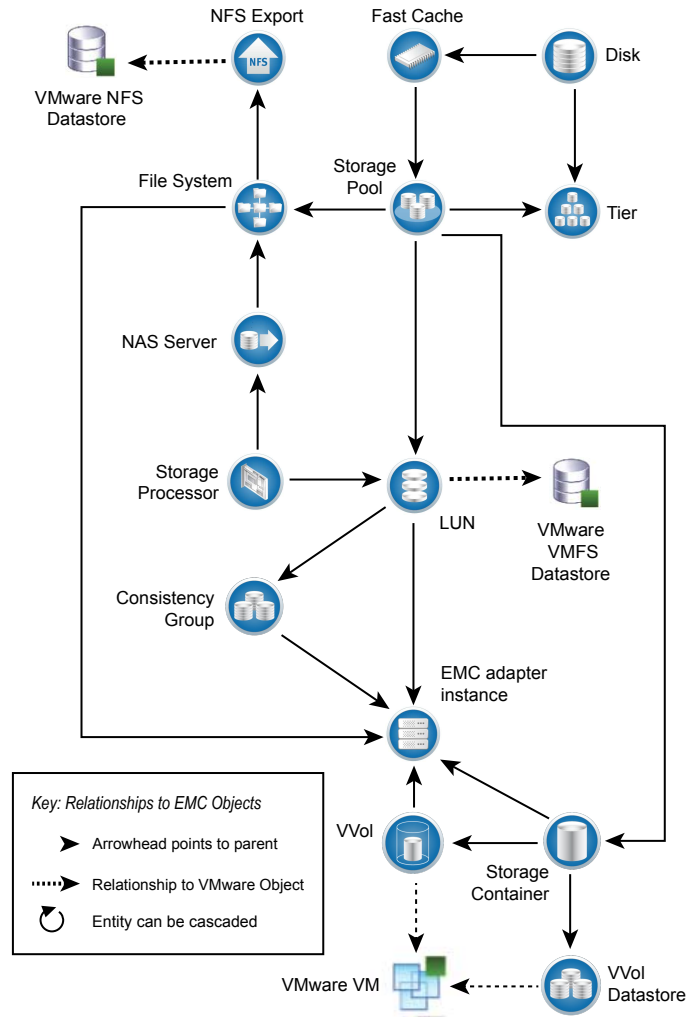 NFS Export
Fast Cache
NFS
Disk
VMware NFS
Datastore
File System
Storage
Pool
Tier
NAS Server
Storage
Processor
LUN
VMware
VMFS
Datastore
Consistency
Group
EMC adapter
instance
Key: Relationships to EMC Objects
Arrowhead points to parent
Relationship to VMware Object
Entity can be cascaded
VVol
Storage
Container
VMware VM
VVol
Datastore